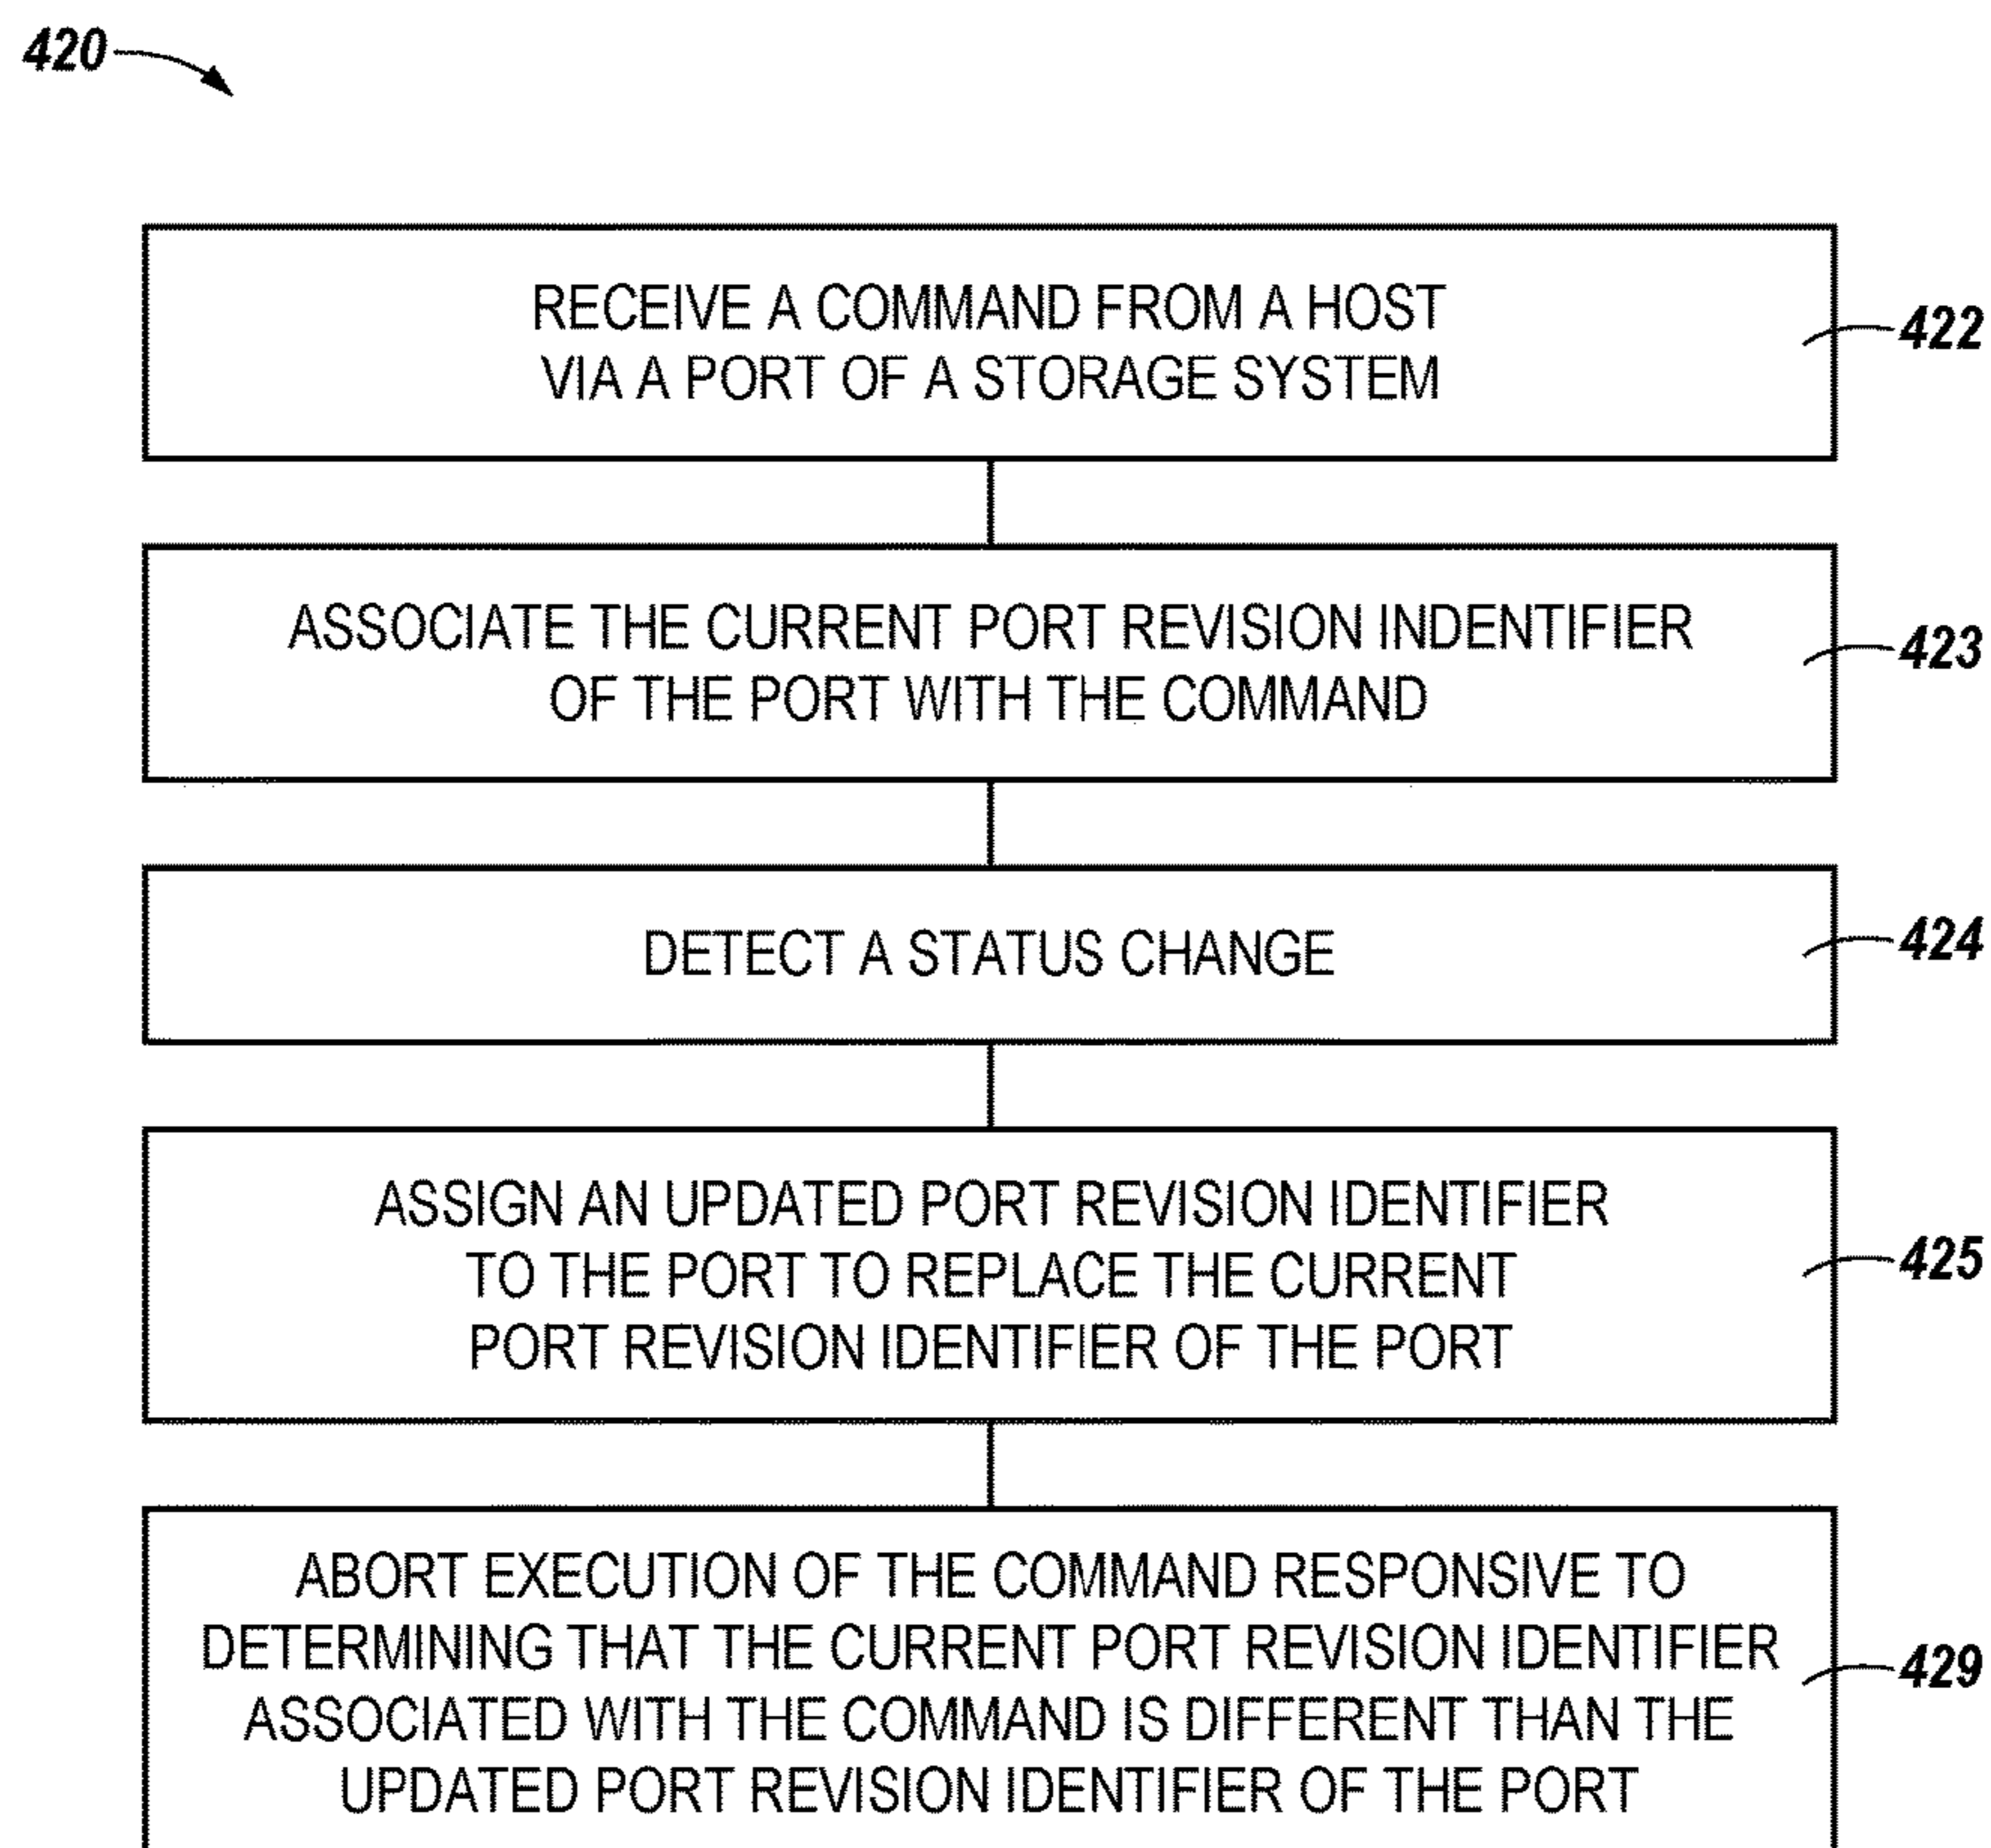 420
RECEIVE A COMMAND FROM A HOST
VIA A PORT OF A STORAGE SYSTEM
422
ASSOCIATE THE CURRENT PORT REVISION INDENTIFIER
OF THE PORT WITH THE COMMAND
423
DETECT A STATUS CHANGE
424
ASSIGN AN UPDATED PORT REVISION IDENTIFIER
TO THE PORT TO REPLACE THE CURRENT
PORT REVISION IDENTIFIER OF THE PORT
425
ABORT EXECUTION OF THE COMMAND RESPONSIVE TO
DETERMINING THAT THE CURRENT PORT REVISION IDENTIFIER
ASSOCIATED WITH THE COMMAND IS DIFFERENT THAN THE
UPDATED PORT REVISION IDENTIFIER OF THE PORT
429